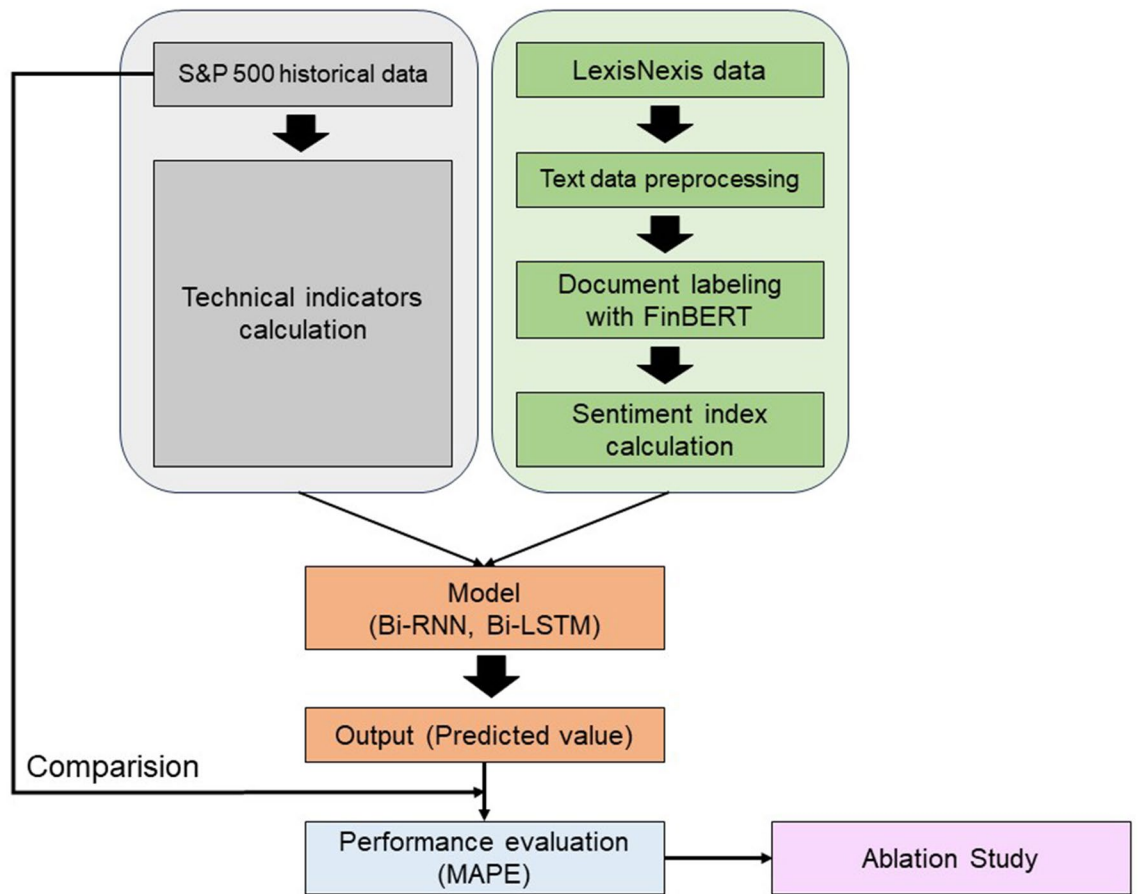 S&P 500 historical data
Technical indicators
calculation
LexisNexis data
Text data preprocessing
Document labeling
with FinBERT
Sentiment index
calculation
Model
(Bi-RNN, Bi-LSTM)
Output (Predicted value)
Comparision
Performance evaluation
(MAPE)
Ablation Study